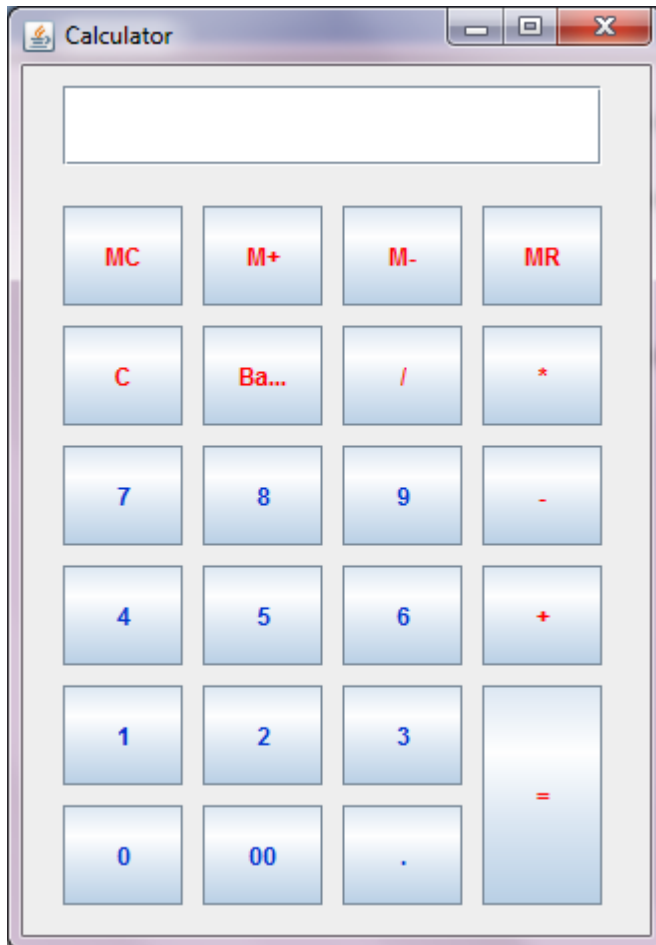 Calculator
MC M+ M- MR
C Ba... / *
7 8 9 -
4 5 6 +
1 2 3
=
0 00 .